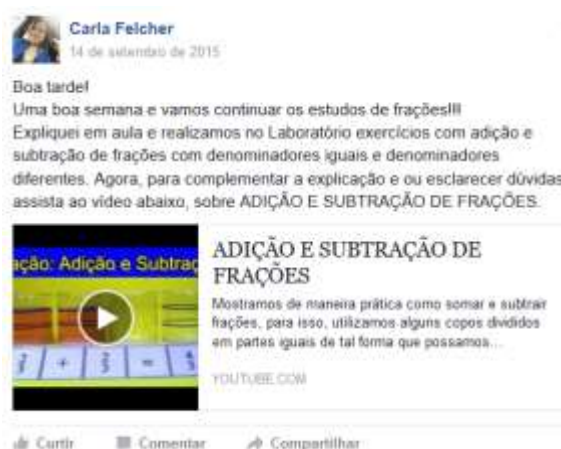 Carla Felcher
14 de setembro de 2015
Boa tarde!
Uma boa semana e vamos continuar os estudos de frações!!!
Expliquei em aula e realizamos no Laboratório exercícios com adição e
subtração de frações com denominadores iguais e denominadores
diferentes. Agora, para complementar a explicação e ou esclarecer dúvidas
assista ao vídeo abaixo, sobre ADIÇÃO E SUBTRAÇÃO DE FRAÇÕES.
ação: Adição e Subtraç
ADIÇÃO E SUBTRAÇÃO DE
FRAÇÕES
Mostramos de maneira prática como somar e subtrair
frações, para isso, utilizamos alguns copos divididos
em partes iguais de tal forma que possamos...
YOUTUBE.COM
Curtir Comentar Compartilhar